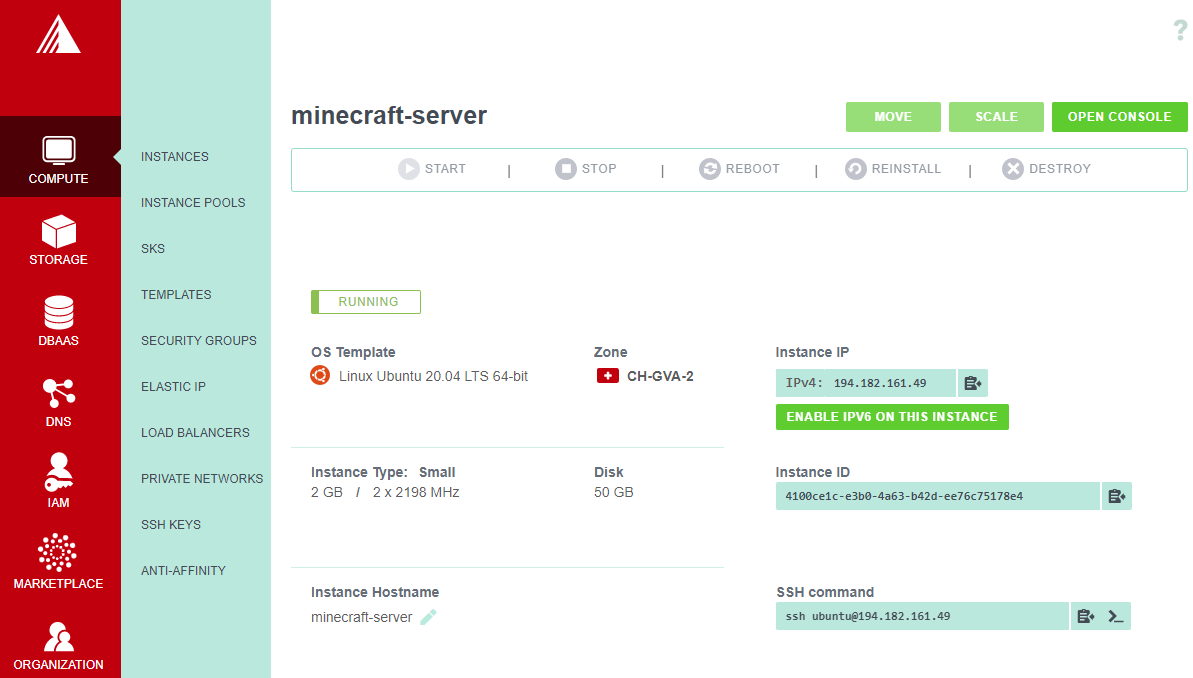 ?
minecraft-server
MOVE
SCALE
OPEN CONSOLE
START | STOP | REBOOT | REINSTALL | DESTROY
COMPUTE
STORAGE
DBAAS
DNS
IAM
MARKETPLACE
ORGANIZATION
INSTANCES
INSTANCE POOLS
SKS
TEMPLATES
SECURITY GROUPS
ELASTIC IP
LOAD BALANCERS
PRIVATE NETWORKS
SSH KEYS
ANTI-AFFINITY
RUNNING
OS Template
Linux Ubuntu 20.04 LTS 64-bit
Zone
CH-GVA-2
Instance IP
IPv4: 194.182.161.49
ENABLE IPV6 ON THIS INSTANCE
Instance Type: Small
2 GB / 2 x 2198 MHz
Disk
50 GB
Instance ID
4100ce1c-e3b0-4a63-b42d-ee76c75178e4
Instance Hostname
minecraft-server
SSH command
ssh ubuntu@194.182.161.49